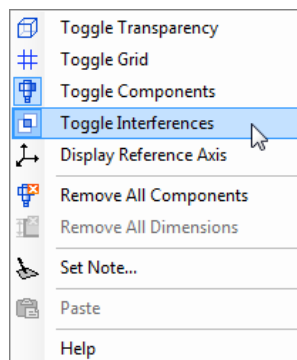 Toggle Transparency
Toggle Grid
Toggle Components
Toggle Interferences
Display Reference Axis
Remove All Components
Remove All Dimensions
Set Note...
Paste
Help